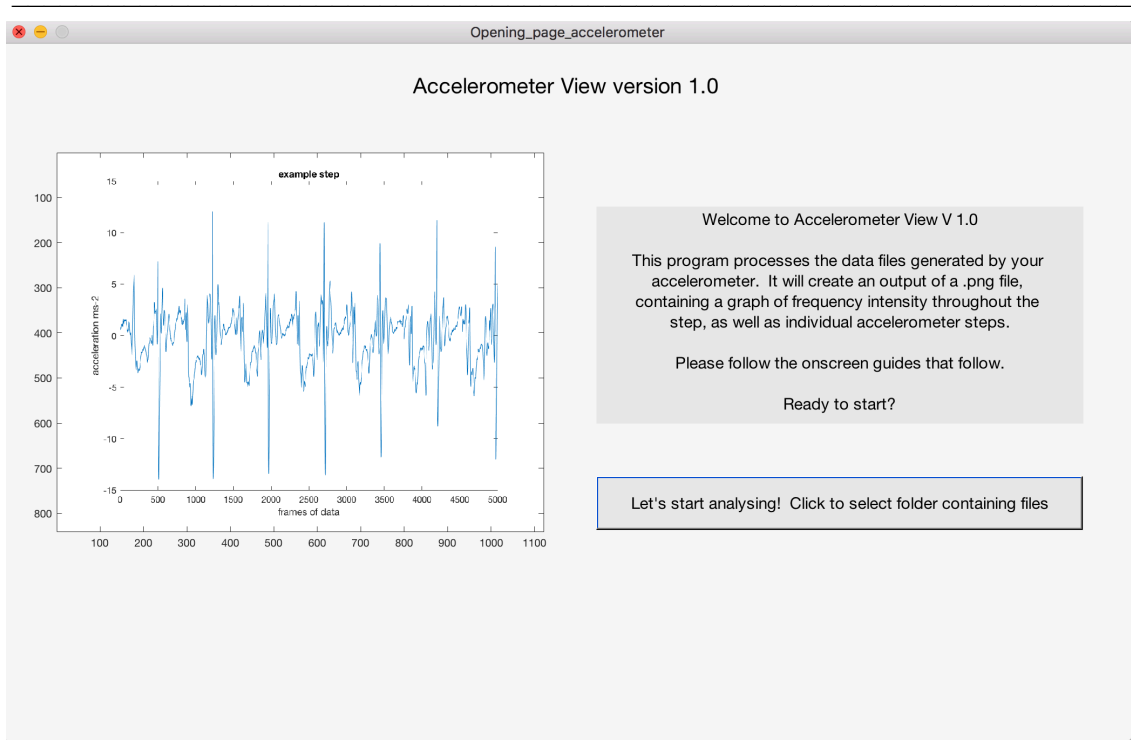 Opening_page_accelerometer
Accelerometer View version 1.0
example step
15
10
5
0
-5
-10
-15
acceleration ms-2
0 500 1000 1500 2000 2500 3000 3500 4000 4500 5000
frames of data
100
200
300
400
500
600
700
800
100 200 300 400 500 600 700 800 900 1000 1100
Welcome to Accelerometer View V 1.0
This program processes the data files generated by your
accelerometer.  It will create an output of a .png file,
containing a graph of frequency intensity throughout the
step, as well as individual accelerometer steps.
Please follow the onscreen guides that follow.
Ready to start?
Let's start analysing!  Click to select folder containing files